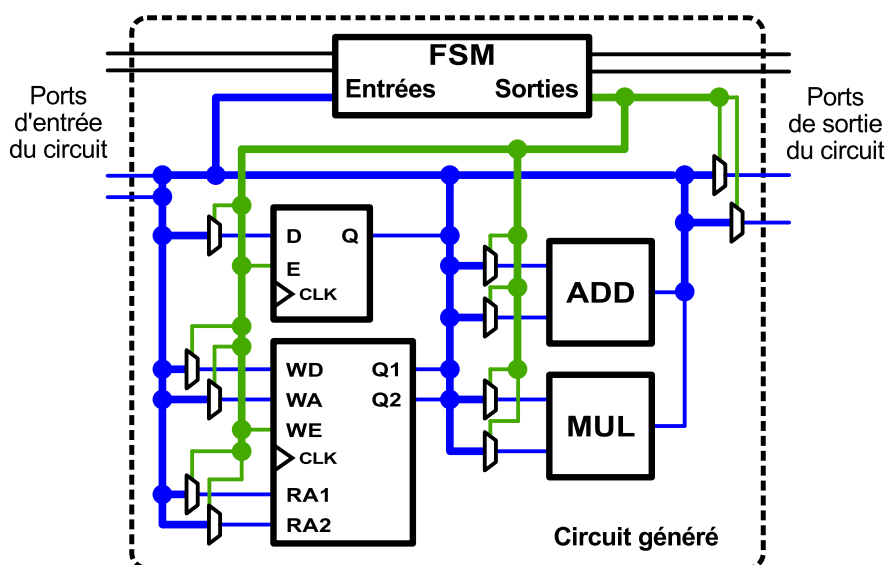 FSM
Entrées Sorties
Ports
d'entrée
du circuit
Ports
de sortie
du circuit
D Q
E
CLK
ADD
WD Q1
WA Q2
WE
CLK
RA1
RA2
MUL
Circuit généré